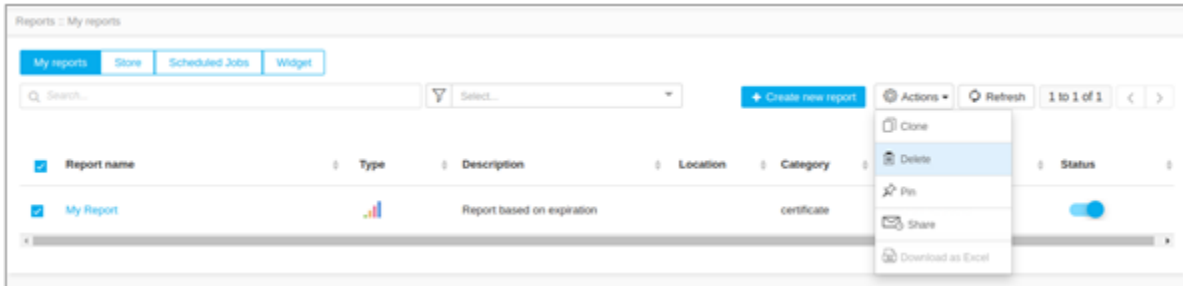 Reports :: My reports
My reports Store Scheduled Jobs Widget
Search... Select... + Create new report Actions Refresh 1 to 1 of 1 < >
Clone
Report name Type Description Location Category Delete Status
Pin
My Report Report based on expiration certificate
Share
Download as Excel